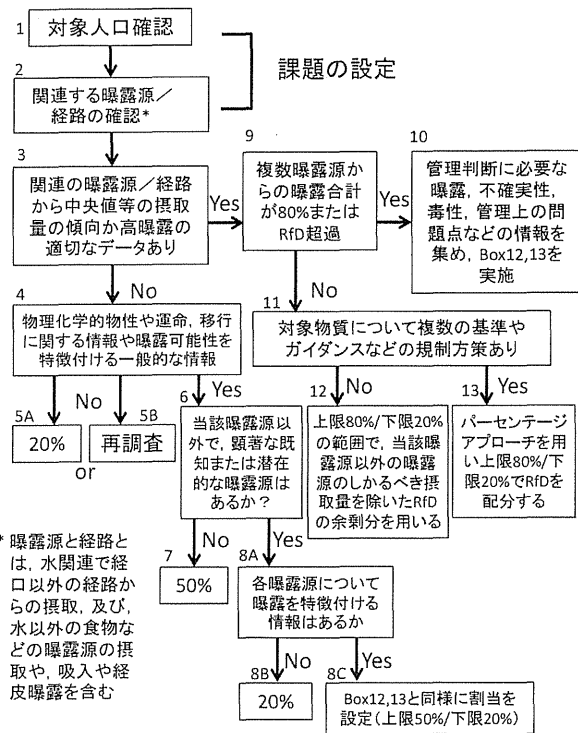 1
対象人口確認
課題の設定
2
関連する曝露源／
経路の確認*
3
関連の曝露源／経路
から中央値等の摂取
量の傾向か高曝露の
適切なデータあり
Yes
9
複数曝露源か
らの曝露合計
が80%または
RfD超過
Yes
10
管理判断に必要な
曝露，不確実性，
毒性，管理上の問
題点などの情報を
集め，Box12,13を
実施
No
No
4
物理化学的物性や運命，移行
に関する情報や曝露可能性を
特徴付ける一般的な情報
11
対象物質について複数の基準や
ガイダンスなどの規制方策あり
No
Yes
5A
20%
or
5B
再調査
6
当該曝露源以
外で，顕著な既
知または潜在
的な曝露源は
あるか？
12
No
上限80%/下限20%
の範囲で，当該曝
露源以外の曝露
源のしかるべき摂
取量を除いたRfD
の余剰分を用いる
13
Yes
パーセンテージ
アプローチを用
い上限80%/下
限20%でRfDを
配分する
No
Yes
7
50%
8A
各曝露源について
曝露を特徴付ける
情報はあるか
No
Yes
8B
20%
8C
Box12,13と同様に割当を
設定（上限50%/下限20%）
* 曝露源と経路と
は，水関連で経
口以外の経路か
らの摂取，及び，
水以外の食物な
どの曝露源の摂
取や，吸入や経
皮曝露を含む